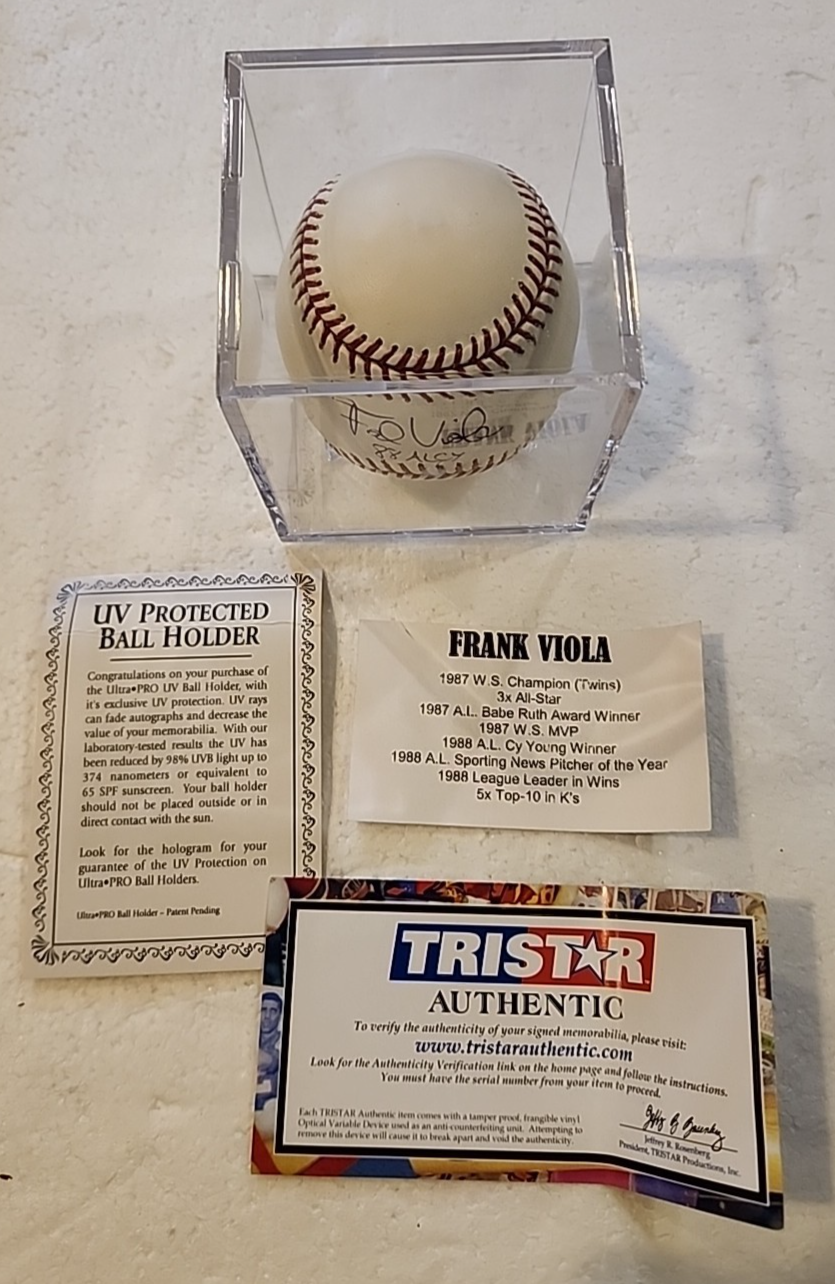 Frank Viola
88 ALCY
UV PROTECTED
BALL HOLDER
Congratulations on your purchase of
the Ultra•PRO UV Ball Holder, with
it's exclusive UV protection. UV rays
can fade autographs and decrease the
value of your memorabilia. With our
laboratory-tested results the UV has
been reduced by 98% UVB light up to
374 nanometers or equivalent to
65 SPF sunscreen. Your ball holder
should not be placed outside or in
direct contact with the sun.
Look for the hologram for your
guarantee of the UV Protection on
Ultra•PRO Ball Holders.
Ultra•PRO Ball Holder – Patent Pending
FRANK VIOLA
1987 W.S. Champion (Twins)
3x All-Star
1987 A.L. Babe Ruth Award Winner
1987 W.S. MVP
1988 A.L. Cy Young Winner
1988 A.L. Sporting News Pitcher of the Year
1988 League Leader in Wins
5x Top-10 in K's
TRISTAR
AUTHENTIC
To verify the authenticity of your signed memorabilia, please visit:
www.tristarauthentic.com
Look for the Authenticity Verification link on the home page and follow the instructions.
You must have the serial number from your item to proceed.
Each TRISTAR Authentic item comes with a tamper proof, frangible vinyl
Optical Variable Device used as an anti-counterfeiting unit. Attempting to
remove this device will cause it to break apart and void the authenticity.
Jeffrey R. Rosenberg
President, TRISTAR Productions, Inc.